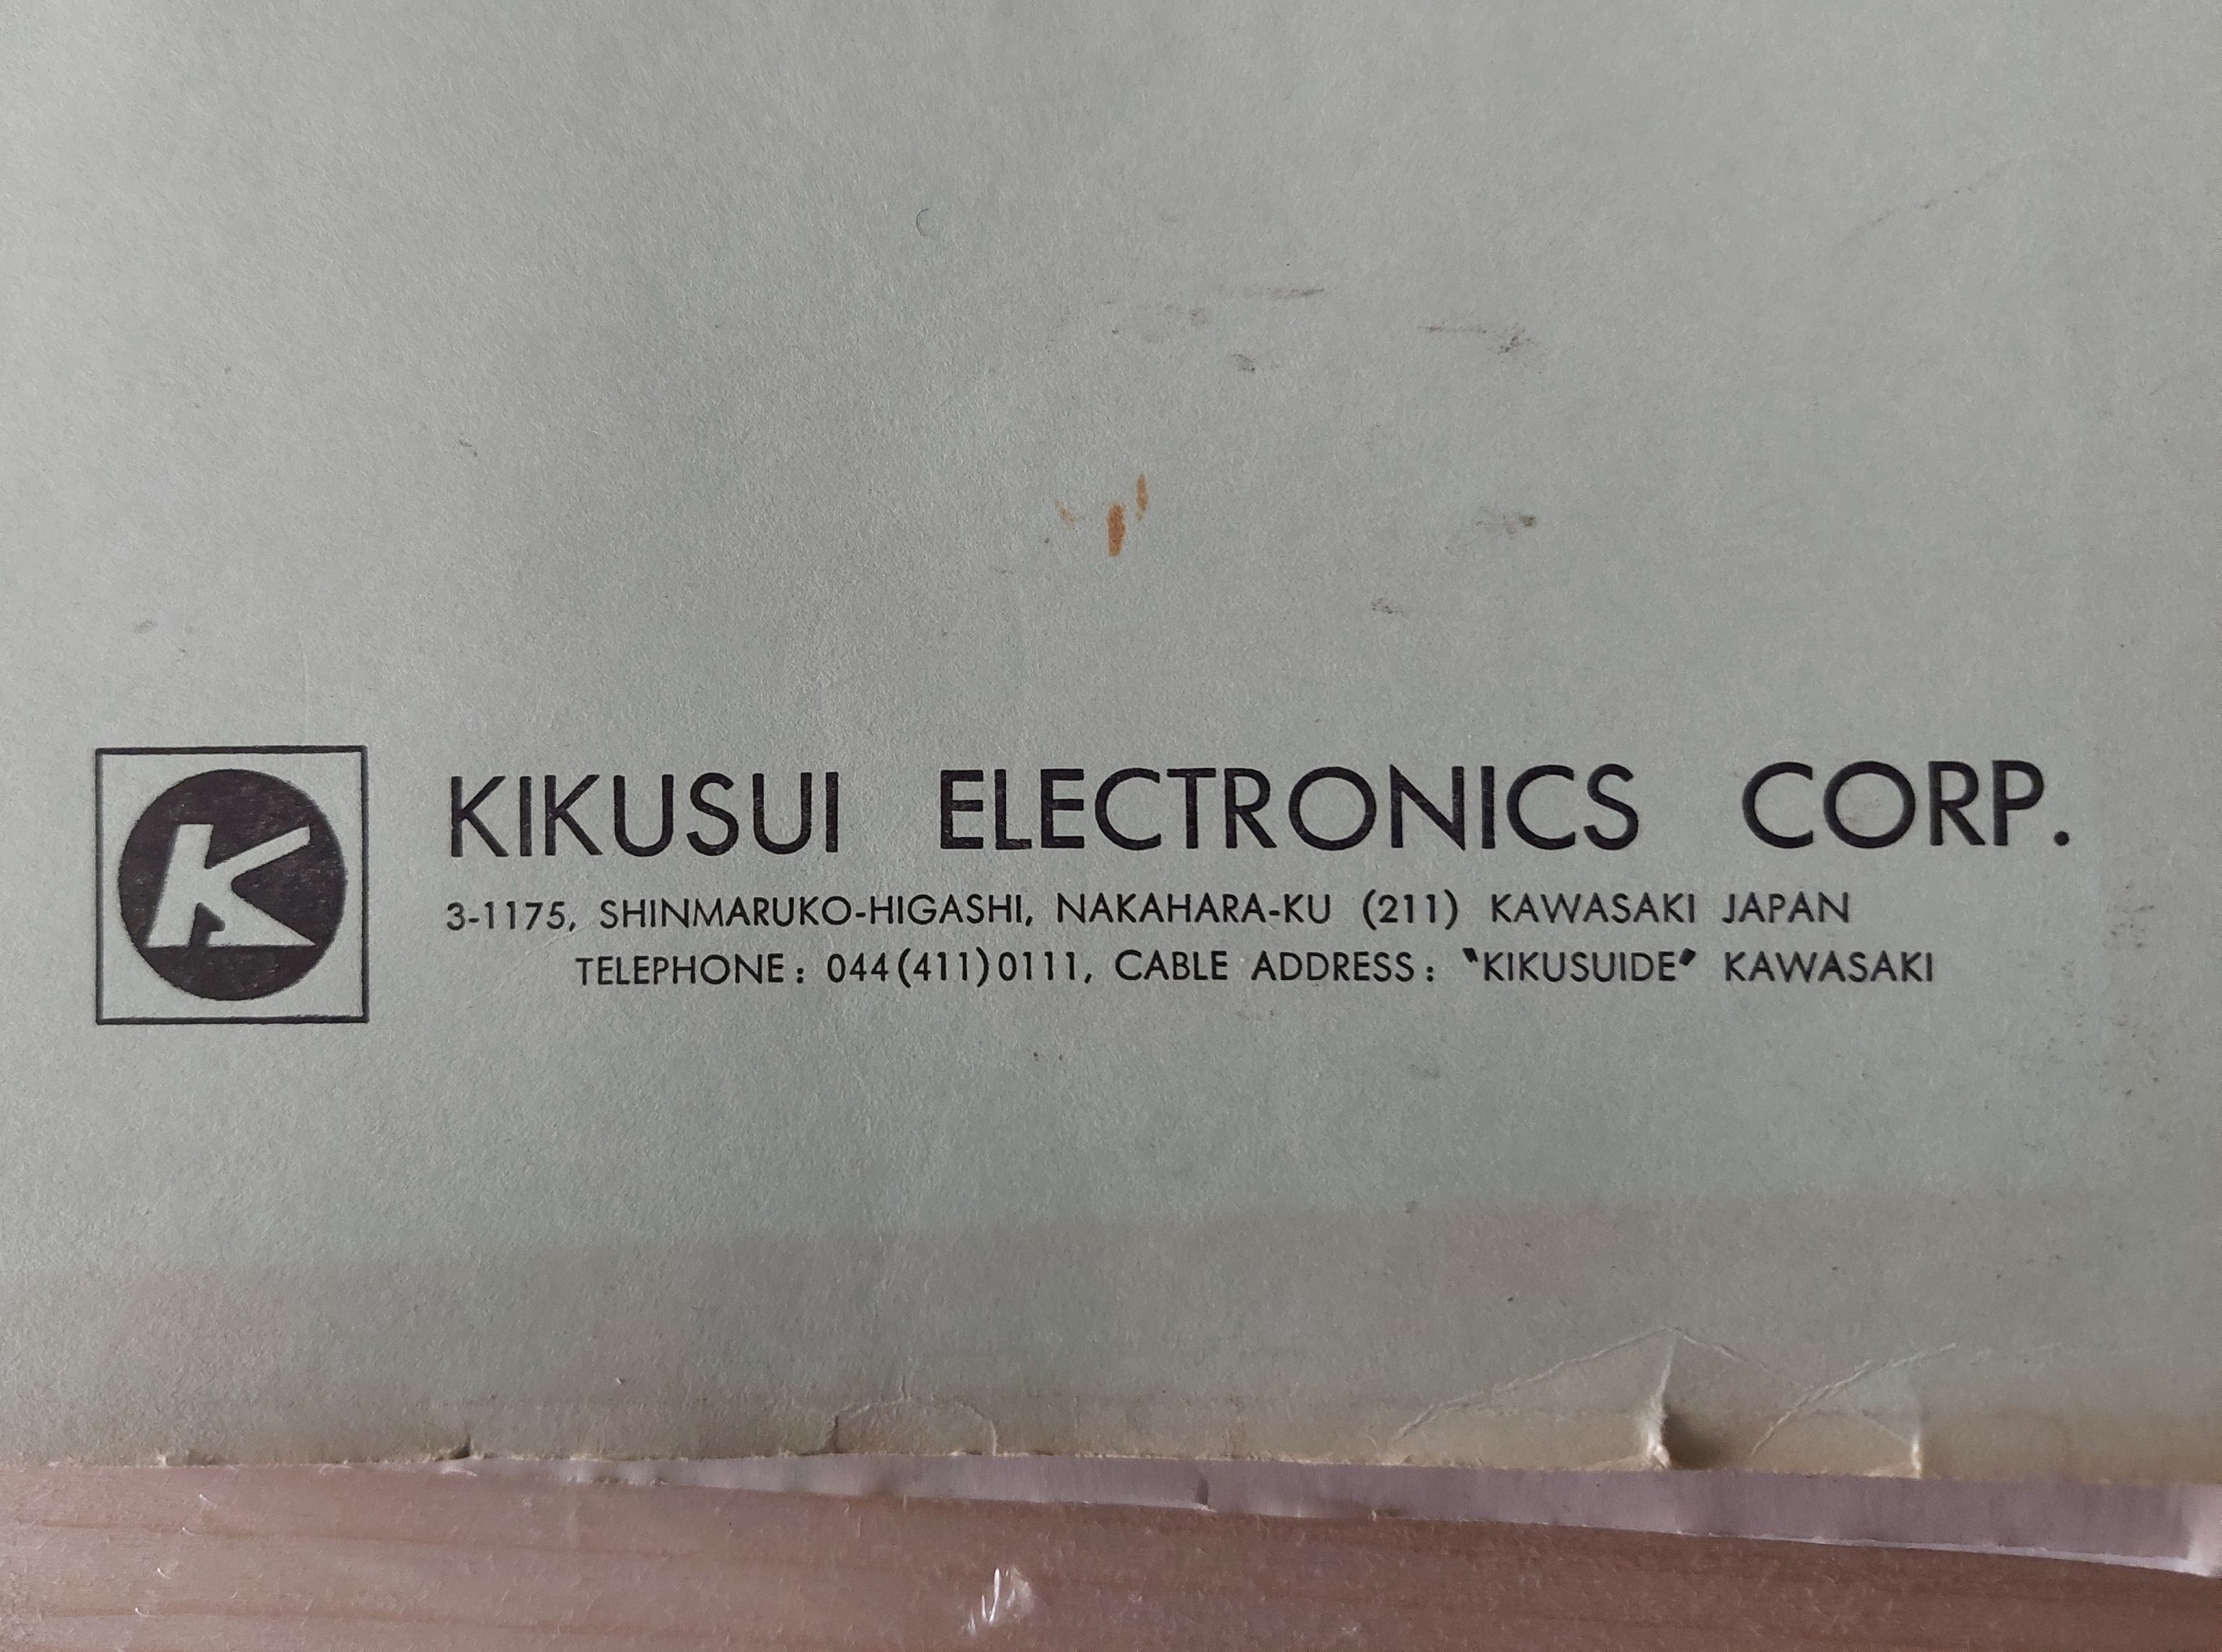 K
KIKUSUI ELECTRONICS CORP.
3-1175, SHINMARUKO-HIGASHI, NAKAHARA-KU (211) KAWASAKI JAPAN
TELEPHONE: 044(411)0111, CABLE ADDRESS: "KIKUSUIDE" KAWASAKI